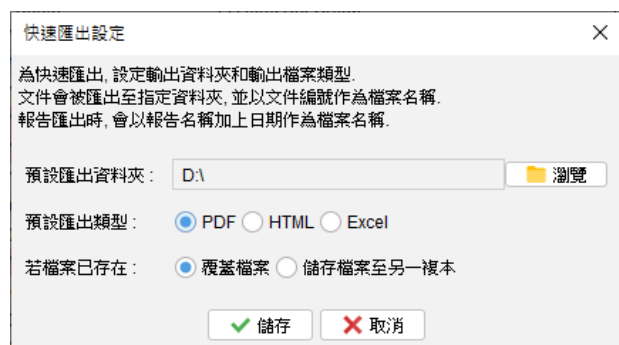 快速匯出設定
為快速匯出, 設定輸出資料夾和輸出檔案類型.
文件會被匯出至指定資料夾, 並以文件編號作為檔案名稱.
報告匯出時, 會以報告名稱加上日期作為檔案名稱.
預設匯出資料夾 : D:\ 瀏覽
預設匯出類型 : PDF HTML Excel
若檔案已存在 : 覆蓋檔案 儲存檔案至另一複本
儲存 取消